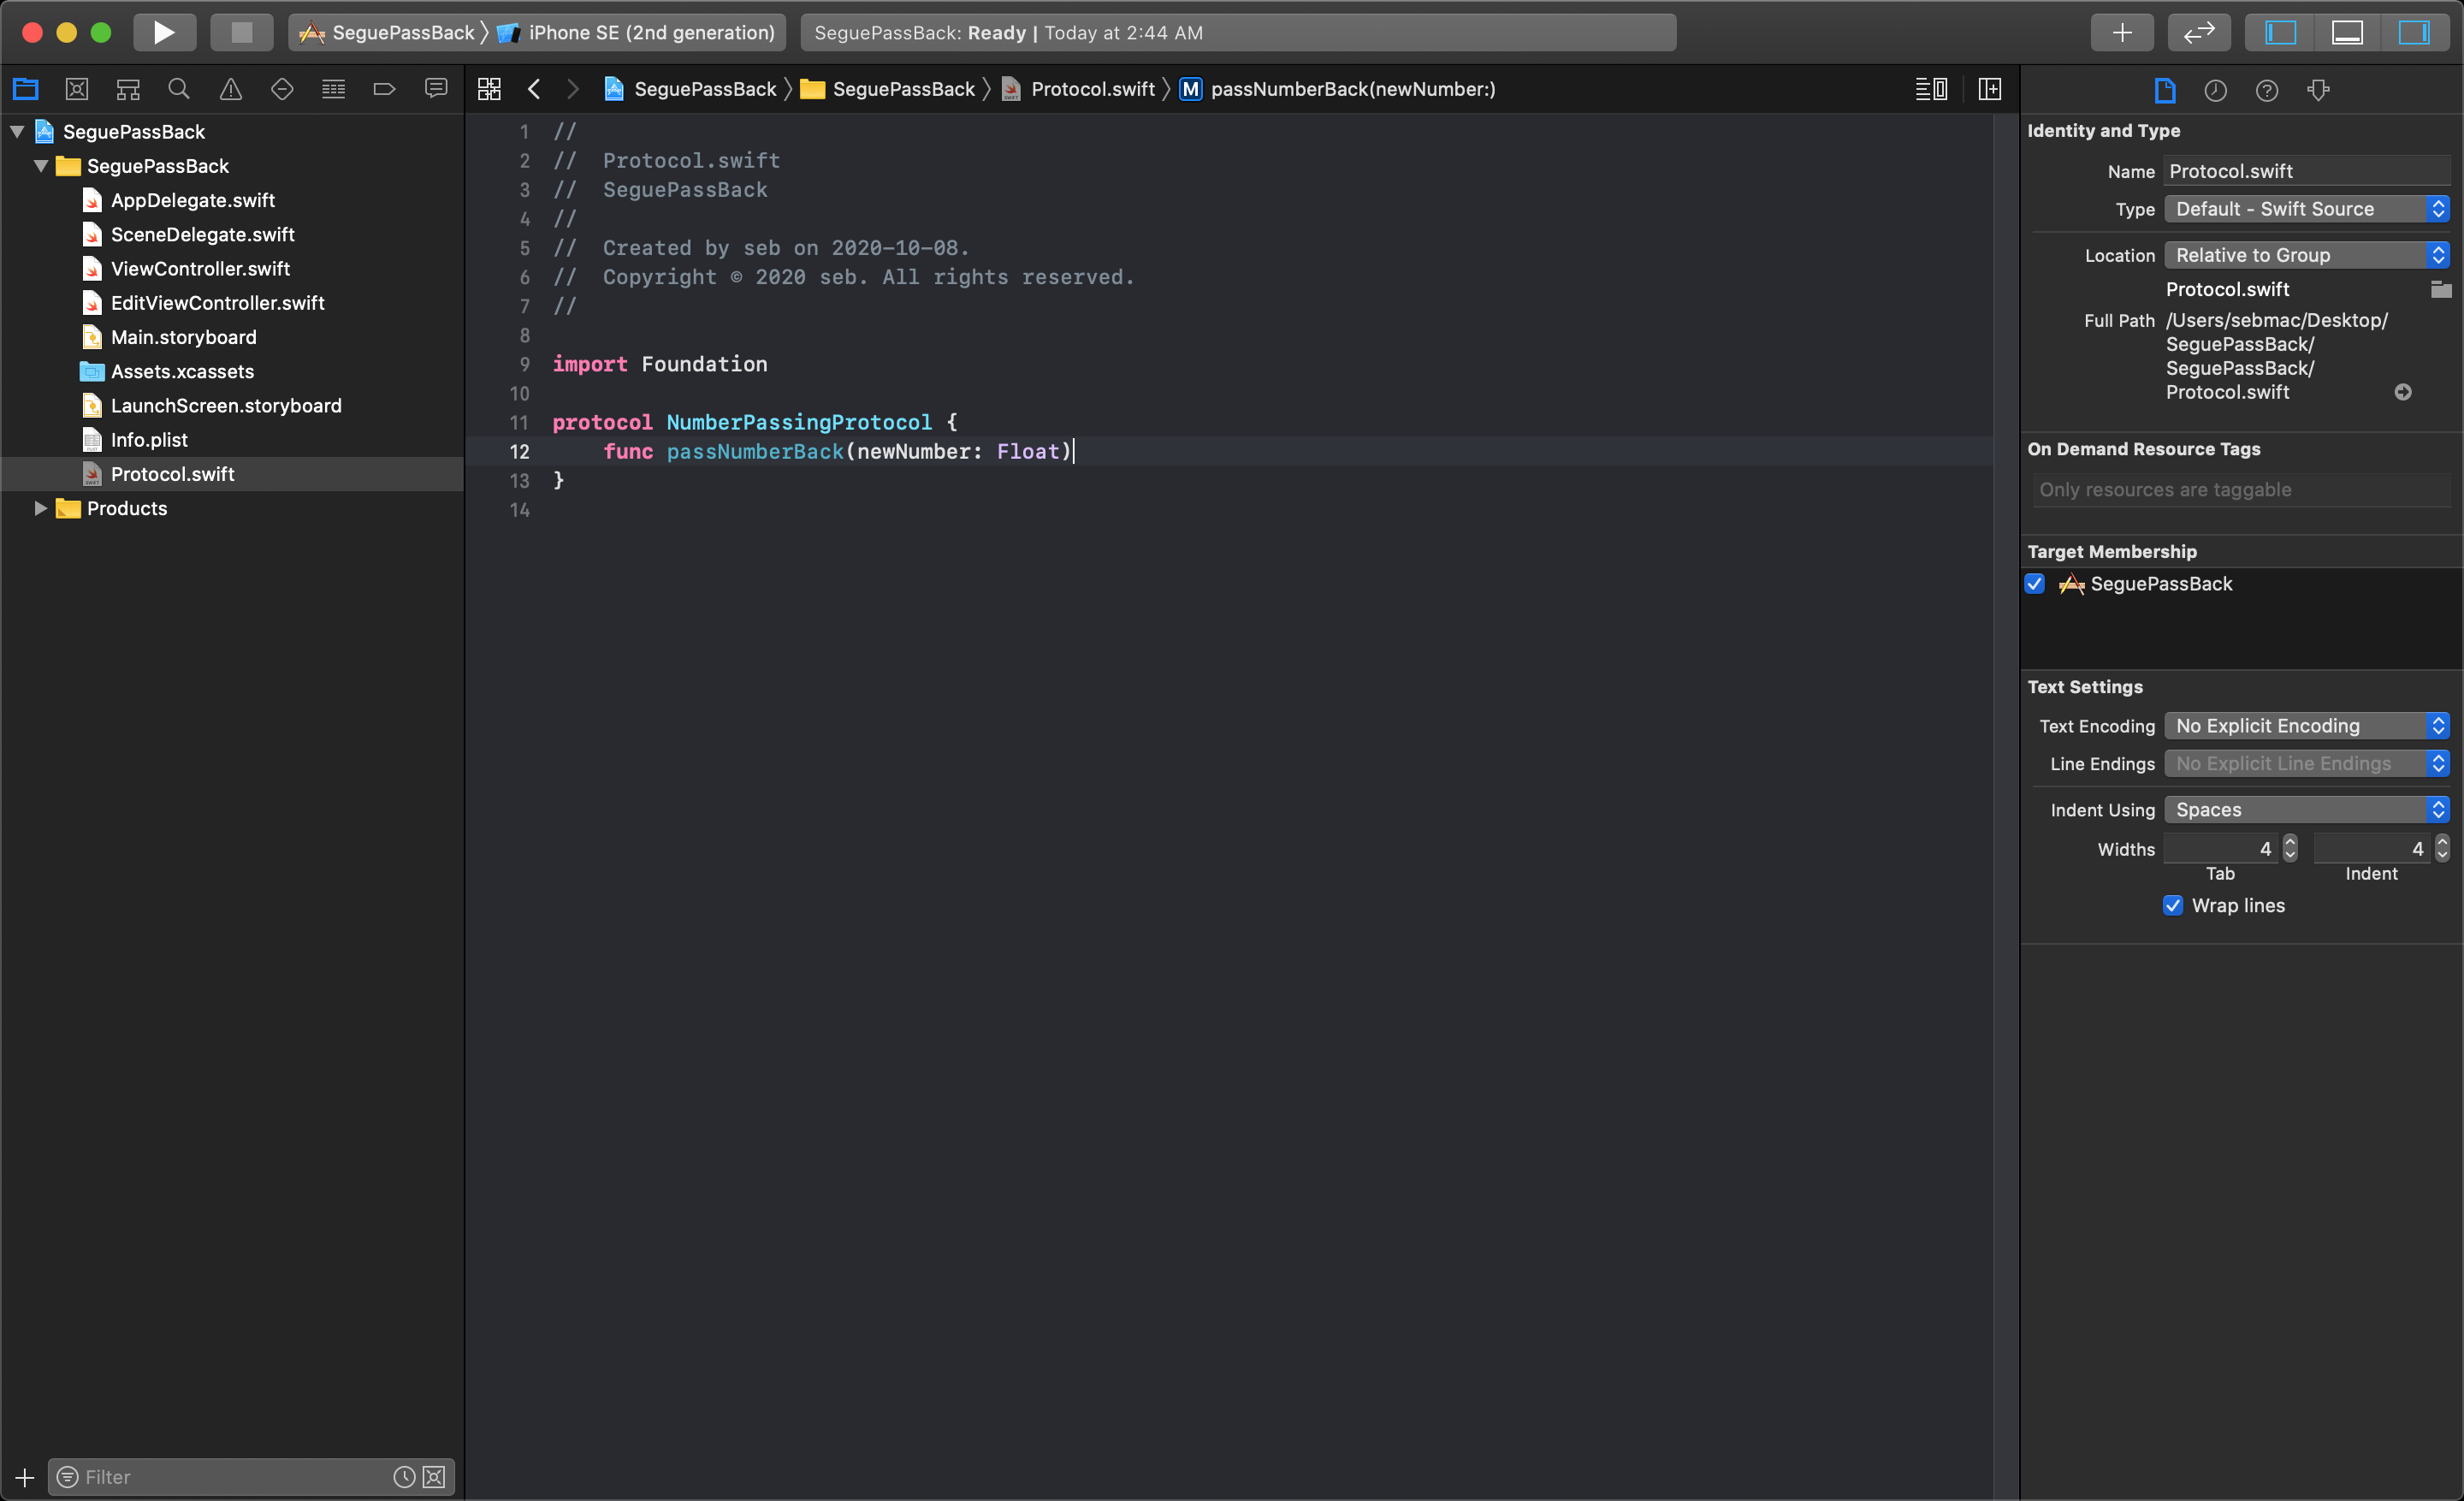 SeguePassBack 〉 iPhone SE (2nd generation)
SeguePassBack: Ready | Today at 2:44 AM
SeguePassBack
SeguePassBack
AppDelegate.swift
SceneDelegate.swift
ViewController.swift
EditViewController.swift
Main.storyboard
Assets.xcassets
LaunchScreen.storyboard
Info.plist
Protocol.swift
Products
Filter
SeguePassBack 〉 SeguePassBack 〉 Protocol.swift 〉 M passNumberBack(newNumber:)
1 //
2 //  Protocol.swift
3 //  SeguePassBack
4 //
5 //  Created by seb on 2020-10-08.
6 //  Copyright © 2020 seb. All rights reserved.
7 //
8
9 import Foundation
10
11 protocol NumberPassingProtocol {
12     func passNumberBack(newNumber: Float)
13 }
14
Identity and Type
Name Protocol.swift
Type Default - Swift Source
Location Relative to Group
Protocol.swift
Full Path /Users/sebmac/Desktop/
SeguePassBack/
SeguePassBack/
Protocol.swift
On Demand Resource Tags
Only resources are taggable
Target Membership
SeguePassBack
Text Settings
Text Encoding No Explicit Encoding
Line Endings No Explicit Line Endings
Indent Using Spaces
Widths 4 4
Tab Indent
Wrap lines